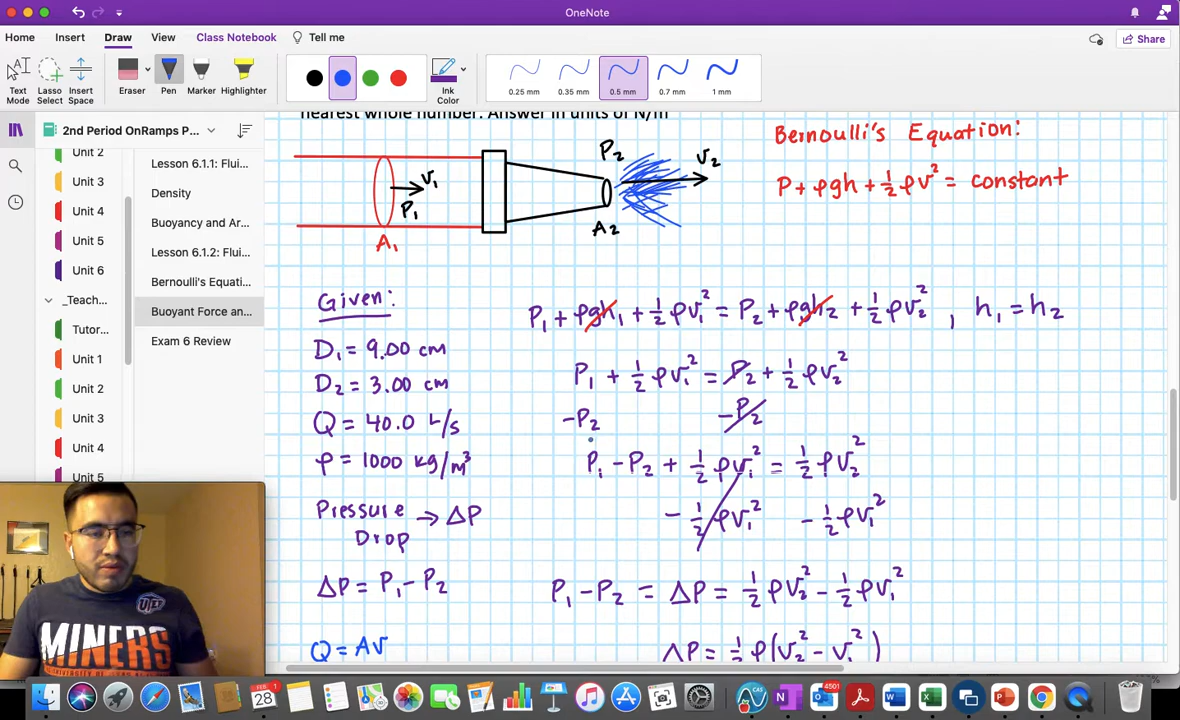 OneNote
Home Insert Draw View Class Notebook Tell me Share
Text Mode
Lasso Select
Insert Space
Eraser Pen Marker Highlighter
Ink Color
0.25 mm 0.35 mm 0.5 mm 0.7 mm 1 mm
2nd Period OnRamps P...
Unit 2
Unit 3
Unit 4
Unit 5
Unit 6
_Teach...
Tutor...
Unit 1
Unit 2
Unit 3
Unit 4
Unit 5
Lesson 6.1.1: Flui...
Density
Buoyancy and Ar...
Lesson 6.1.2: Flui...
Bernoulli's Equati...
Buoyant Force an...
Exam 6 Review
nearest whole number. Answer in units of N/m
A₁ v₁ P₁ P₂ A₂ v₂
Bernoulli's Equation:
P + ρgh + ½ρv² = constant
Given:
D₁ = 9.00 cm
D₂ = 3.00 cm
Q = 40.0 L/s
ρ = 1000 kg/m³
Pressure Drop → ΔP
ΔP = P₁ - P₂
Q = AV
P₁ + ρgh₁ + ½ρv₁² = P₂ + ρgh₂ + ½ρv₂² , h₁ = h₂
P₁ + ½ρv₁² = P₂ + ½ρv₂²
-P₂ -P₂
P₁ - P₂ + ½ρv₁² = ½ρv₂²
- ½ρv₁² - ½ρv₁²
P₁ - P₂ = ΔP = ½ρv₂² - ½ρv₁²
ΔP = ½ρ(v₂² - v₁²)
MINERS
FEB 28
4501